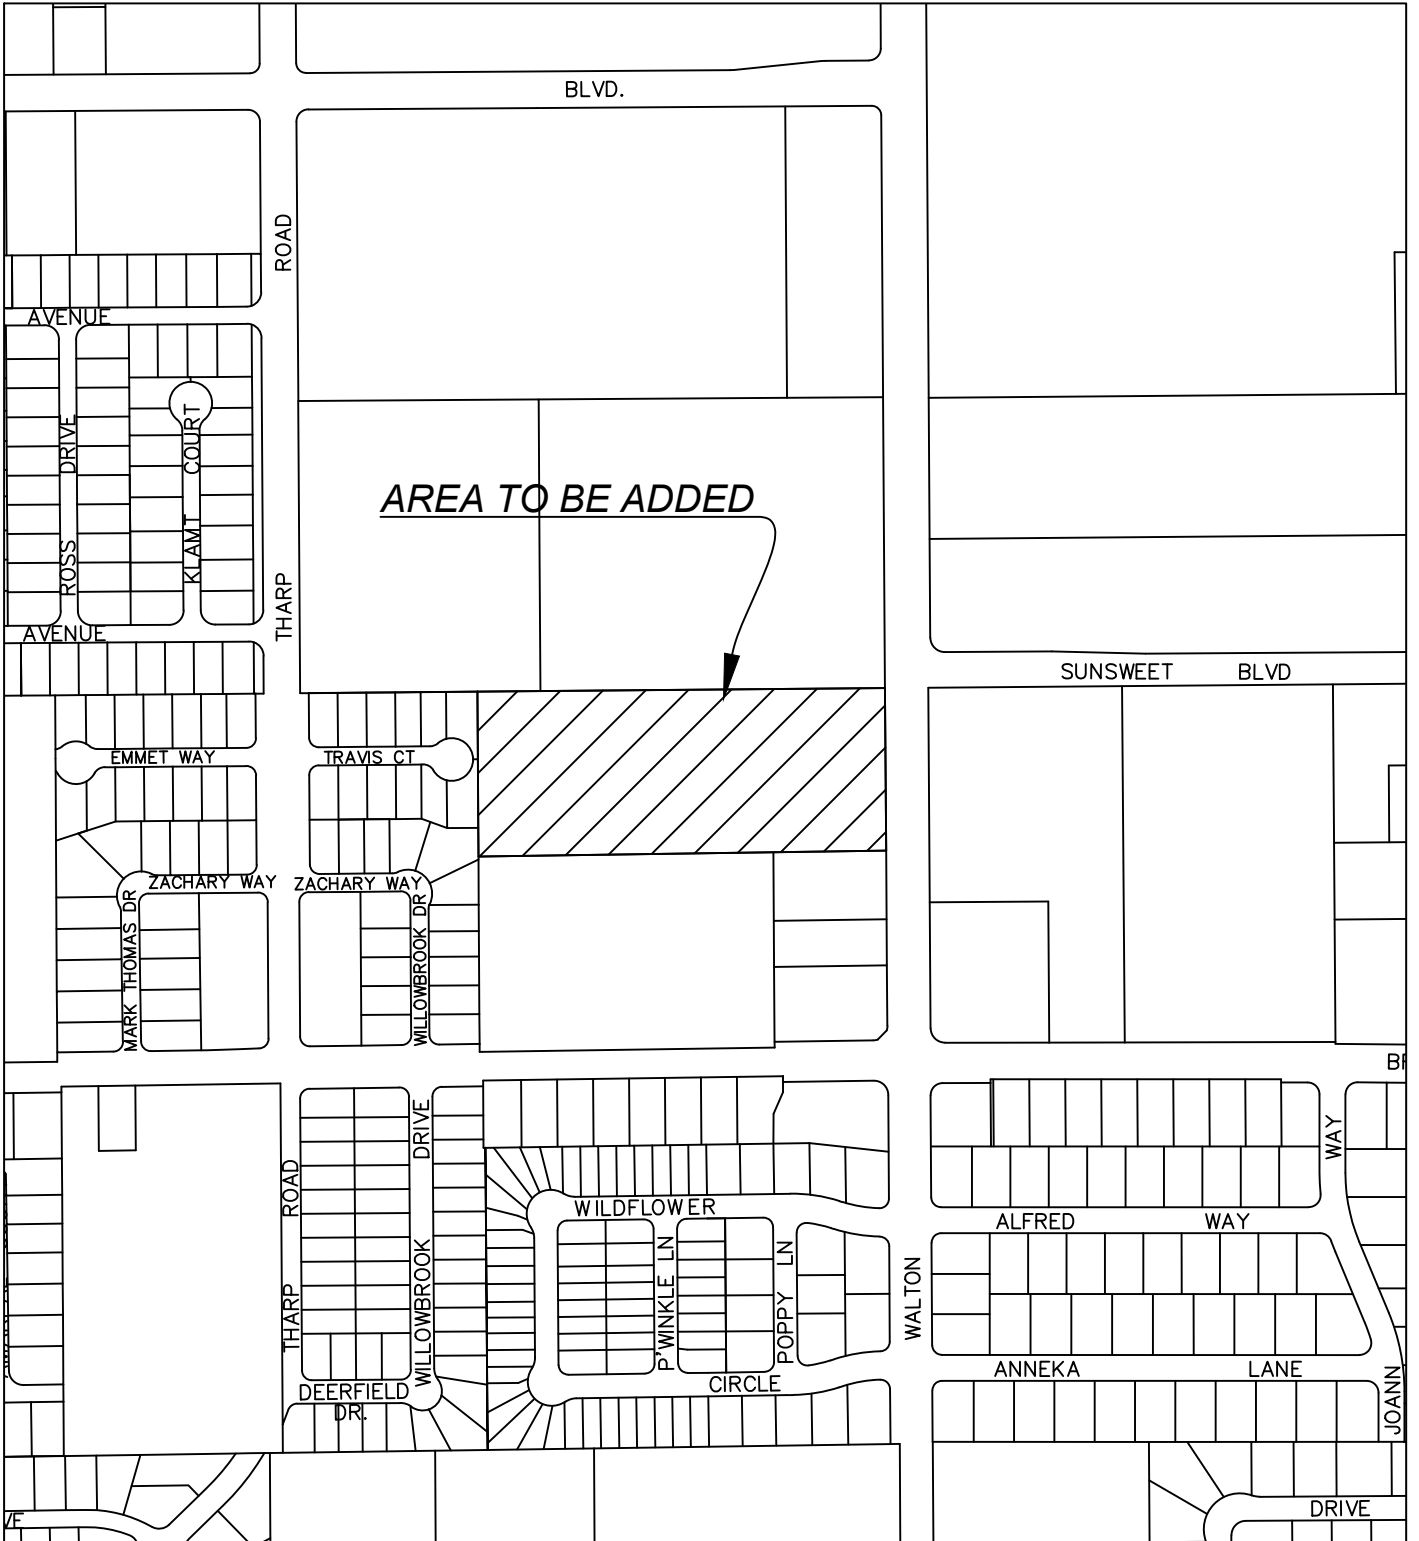 BLVD.
ROAD
AVENUE
DRIVE
COURT
AREA TO BE ADDED
ROSS
KLAMT
THARP
AVENUE
SUNSWEET BLVD
EMMET WAY
TRAVIS CT
ZACHARY WAY
ZACHARY WAY
MARK THOMAS DR
WILLOWBROOK DR
DRIVE
WAY
ROAD
WILDFLOWER
ALFRED WAY
P'WINKLE LN
POPPY LN
WILLOWBROOK
THARP
WALTON
ANNEKA LANE
CIRCLE
DEERFIELD
DR.
JOANN
DRIVE